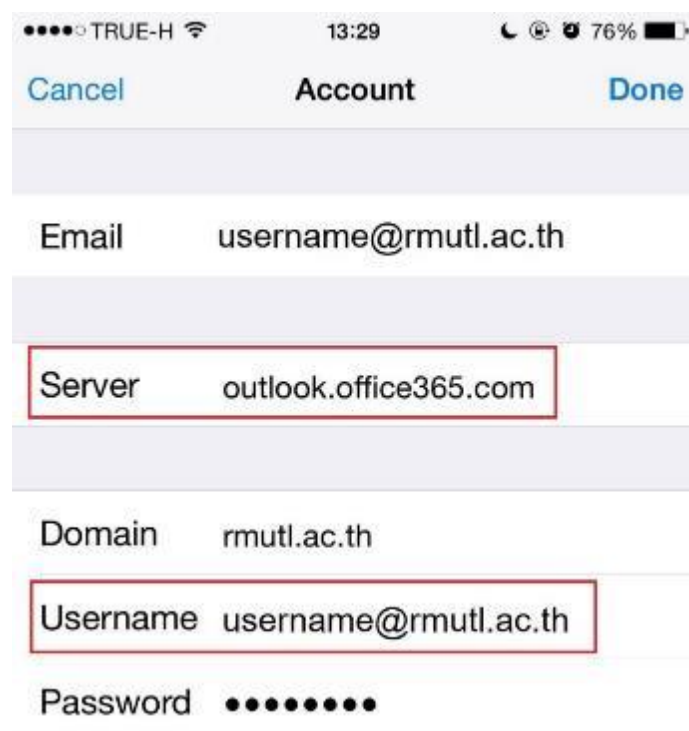 TRUE-H 13:29 76%
Cancel Account Done
Email username@rmutl.ac.th
Server outlook.office365.com
Domain rmutl.ac.th
Username username@rmutl.ac.th
Password ●●●●●●●●